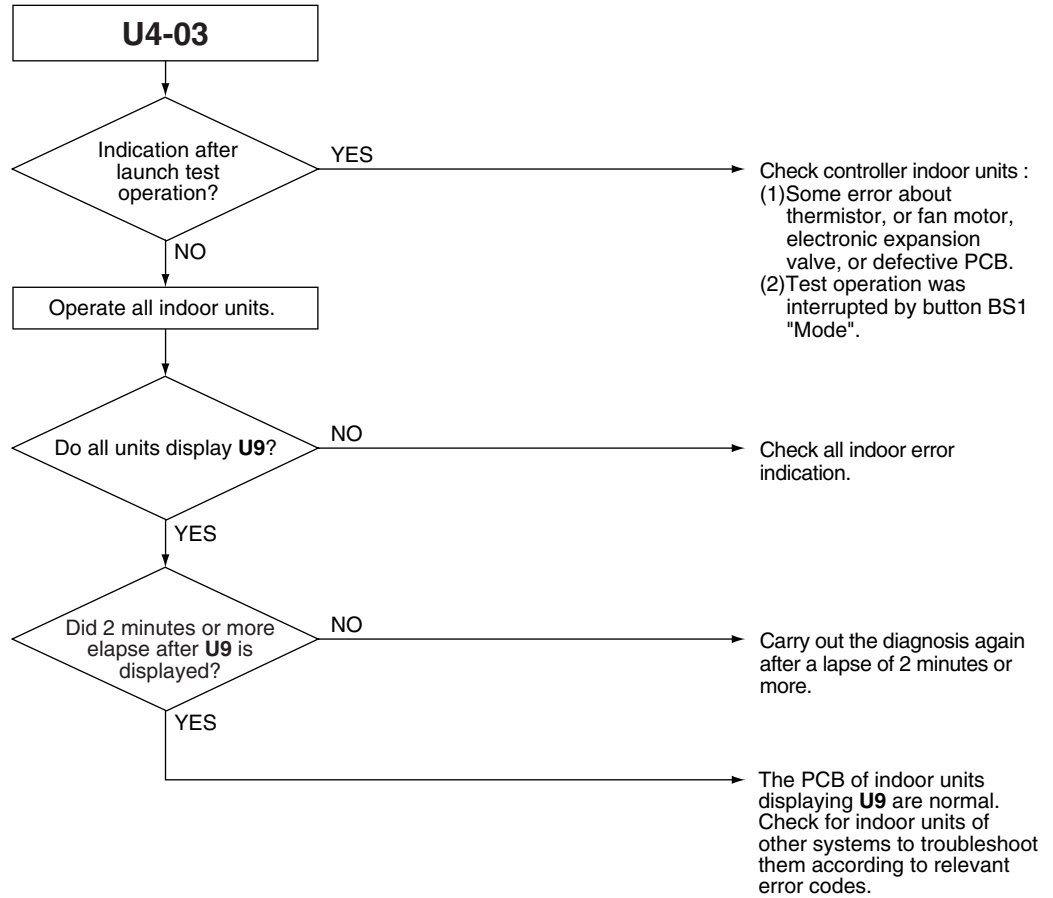 U4-03
Indication after
launch test
operation?
YES
Check controller indoor units :
(1)Some error about
thermistor, or fan motor,
electronic expansion
valve, or defective PCB.
(2)Test operation was
interrupted by button BS1
"Mode".
NO
Operate all indoor units.
Do all units display U9?
NO
Check all indoor error
indication.
YES
Did 2 minutes or more
elapse after U9 is
displayed?
NO
Carry out the diagnosis again
after a lapse of 2 minutes or
more.
YES
The PCB of indoor units
displaying U9 are normal.
Check for indoor units of
other systems to troubleshoot
them according to relevant
error codes.